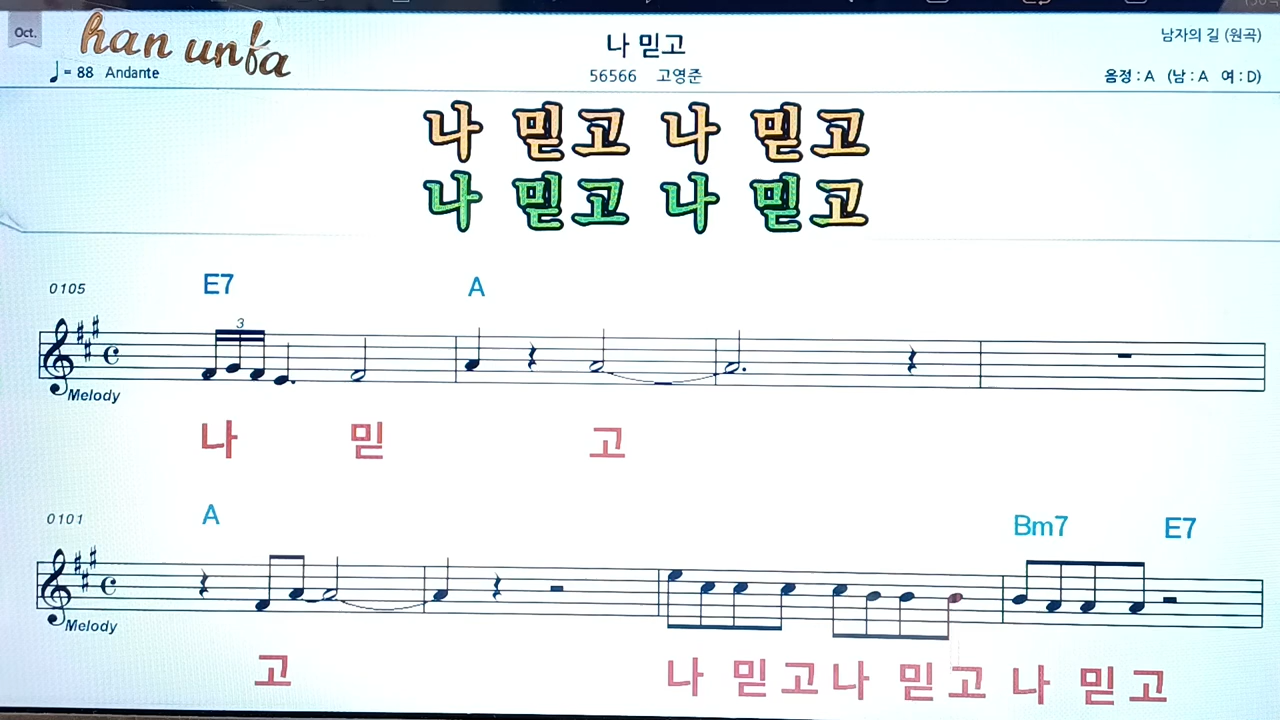 Oct.
han unfa
나 믿고
남자의 길 (원곡)
= 88 Andante
56566 고영준
음정 : A (남 : A 여 : D)
나 믿고 나 믿고
나 믿고 나 믿고
0105
E7 A
3
Melody
나 믿 고
0101
A Bm7 E7
Melody
고 나 믿 고 나 믿 고 나 믿 고